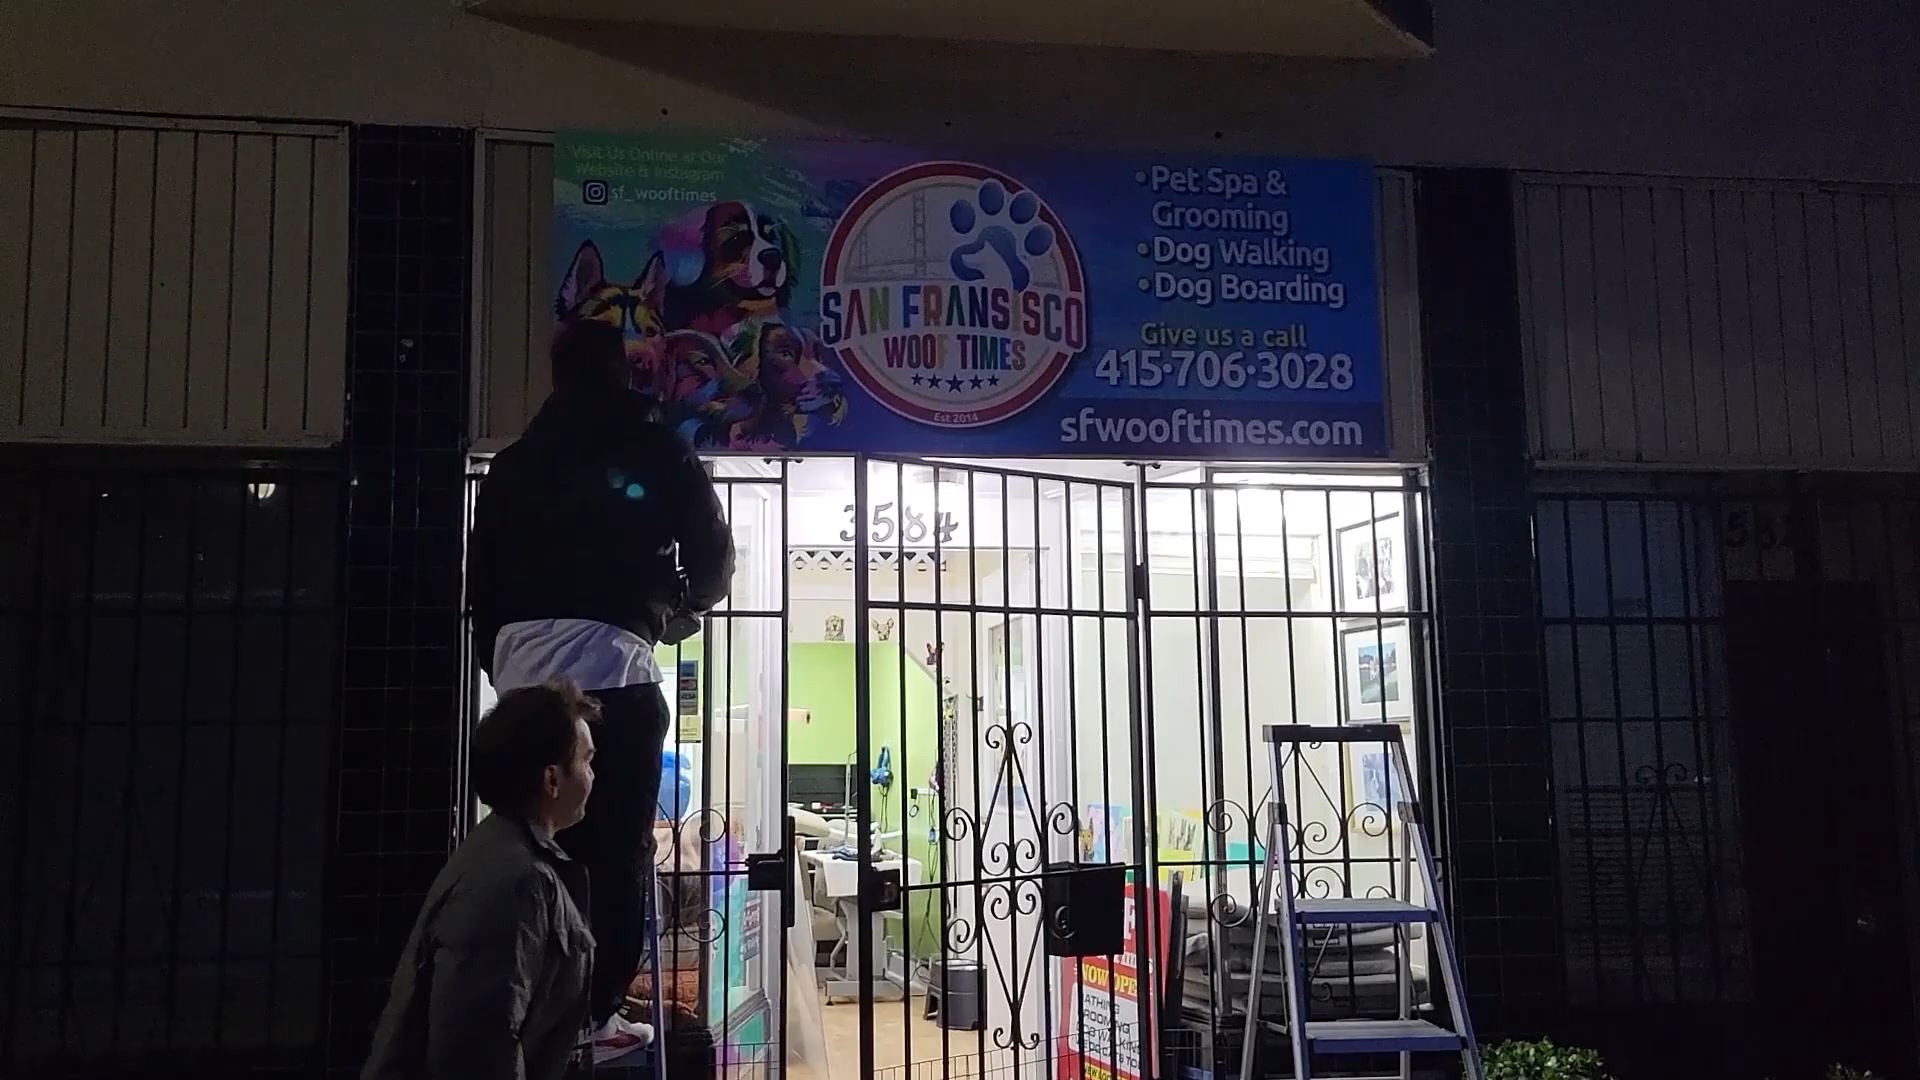 Visit Us Online at Our
Website & Instagram
sf_wooftimes
SAN FRANSISCO
WOOF TIMES
Est 2014
•Pet Spa &
Grooming
•Dog Walking
•Dog Boarding
Give us a call
415•706•3028
sfwooftimes.com
3584
NOW OPE